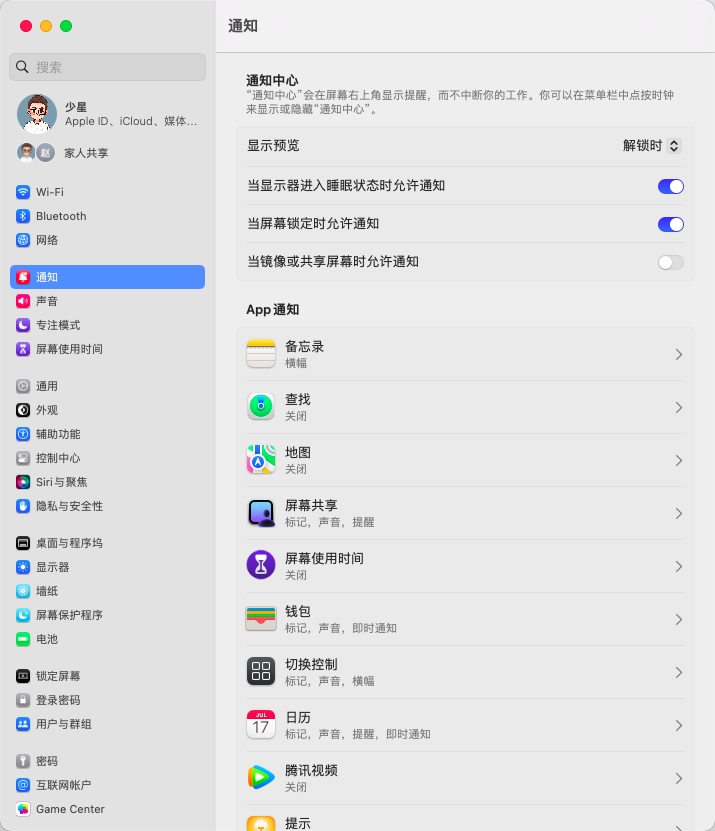 通知
搜索
少星
Apple ID、iCloud、媒体...
赵
家人共享
Wi-Fi
Bluetooth
网络
通知
声音
专注模式
屏幕使用时间
通用
外观
辅助功能
控制中心
Siri与聚焦
隐私与安全性
桌面与程序坞
显示器
墙纸
屏幕保护程序
电池
锁定屏幕
登录密码
用户与群组
密码
互联网帐户
Game Center
通知中心
“通知中心”会在屏幕右上角显示提醒，而不中断你的工作。你可以在菜单栏中点按时钟
来显示或隐藏“通知中心”。
显示预览
解锁时
当显示器进入睡眠状态时允许通知
当屏幕锁定时允许通知
当镜像或共享屏幕时允许通知
App 通知
备忘录
横幅
查找
关闭
地图
关闭
屏幕共享
标记，声音，提醒
屏幕使用时间
关闭
钱包
标记，声音，即时通知
切换控制
标记，声音，横幅
JUL
17
日历
标记，声音，提醒，即时通知
腾讯视频
关闭
提示